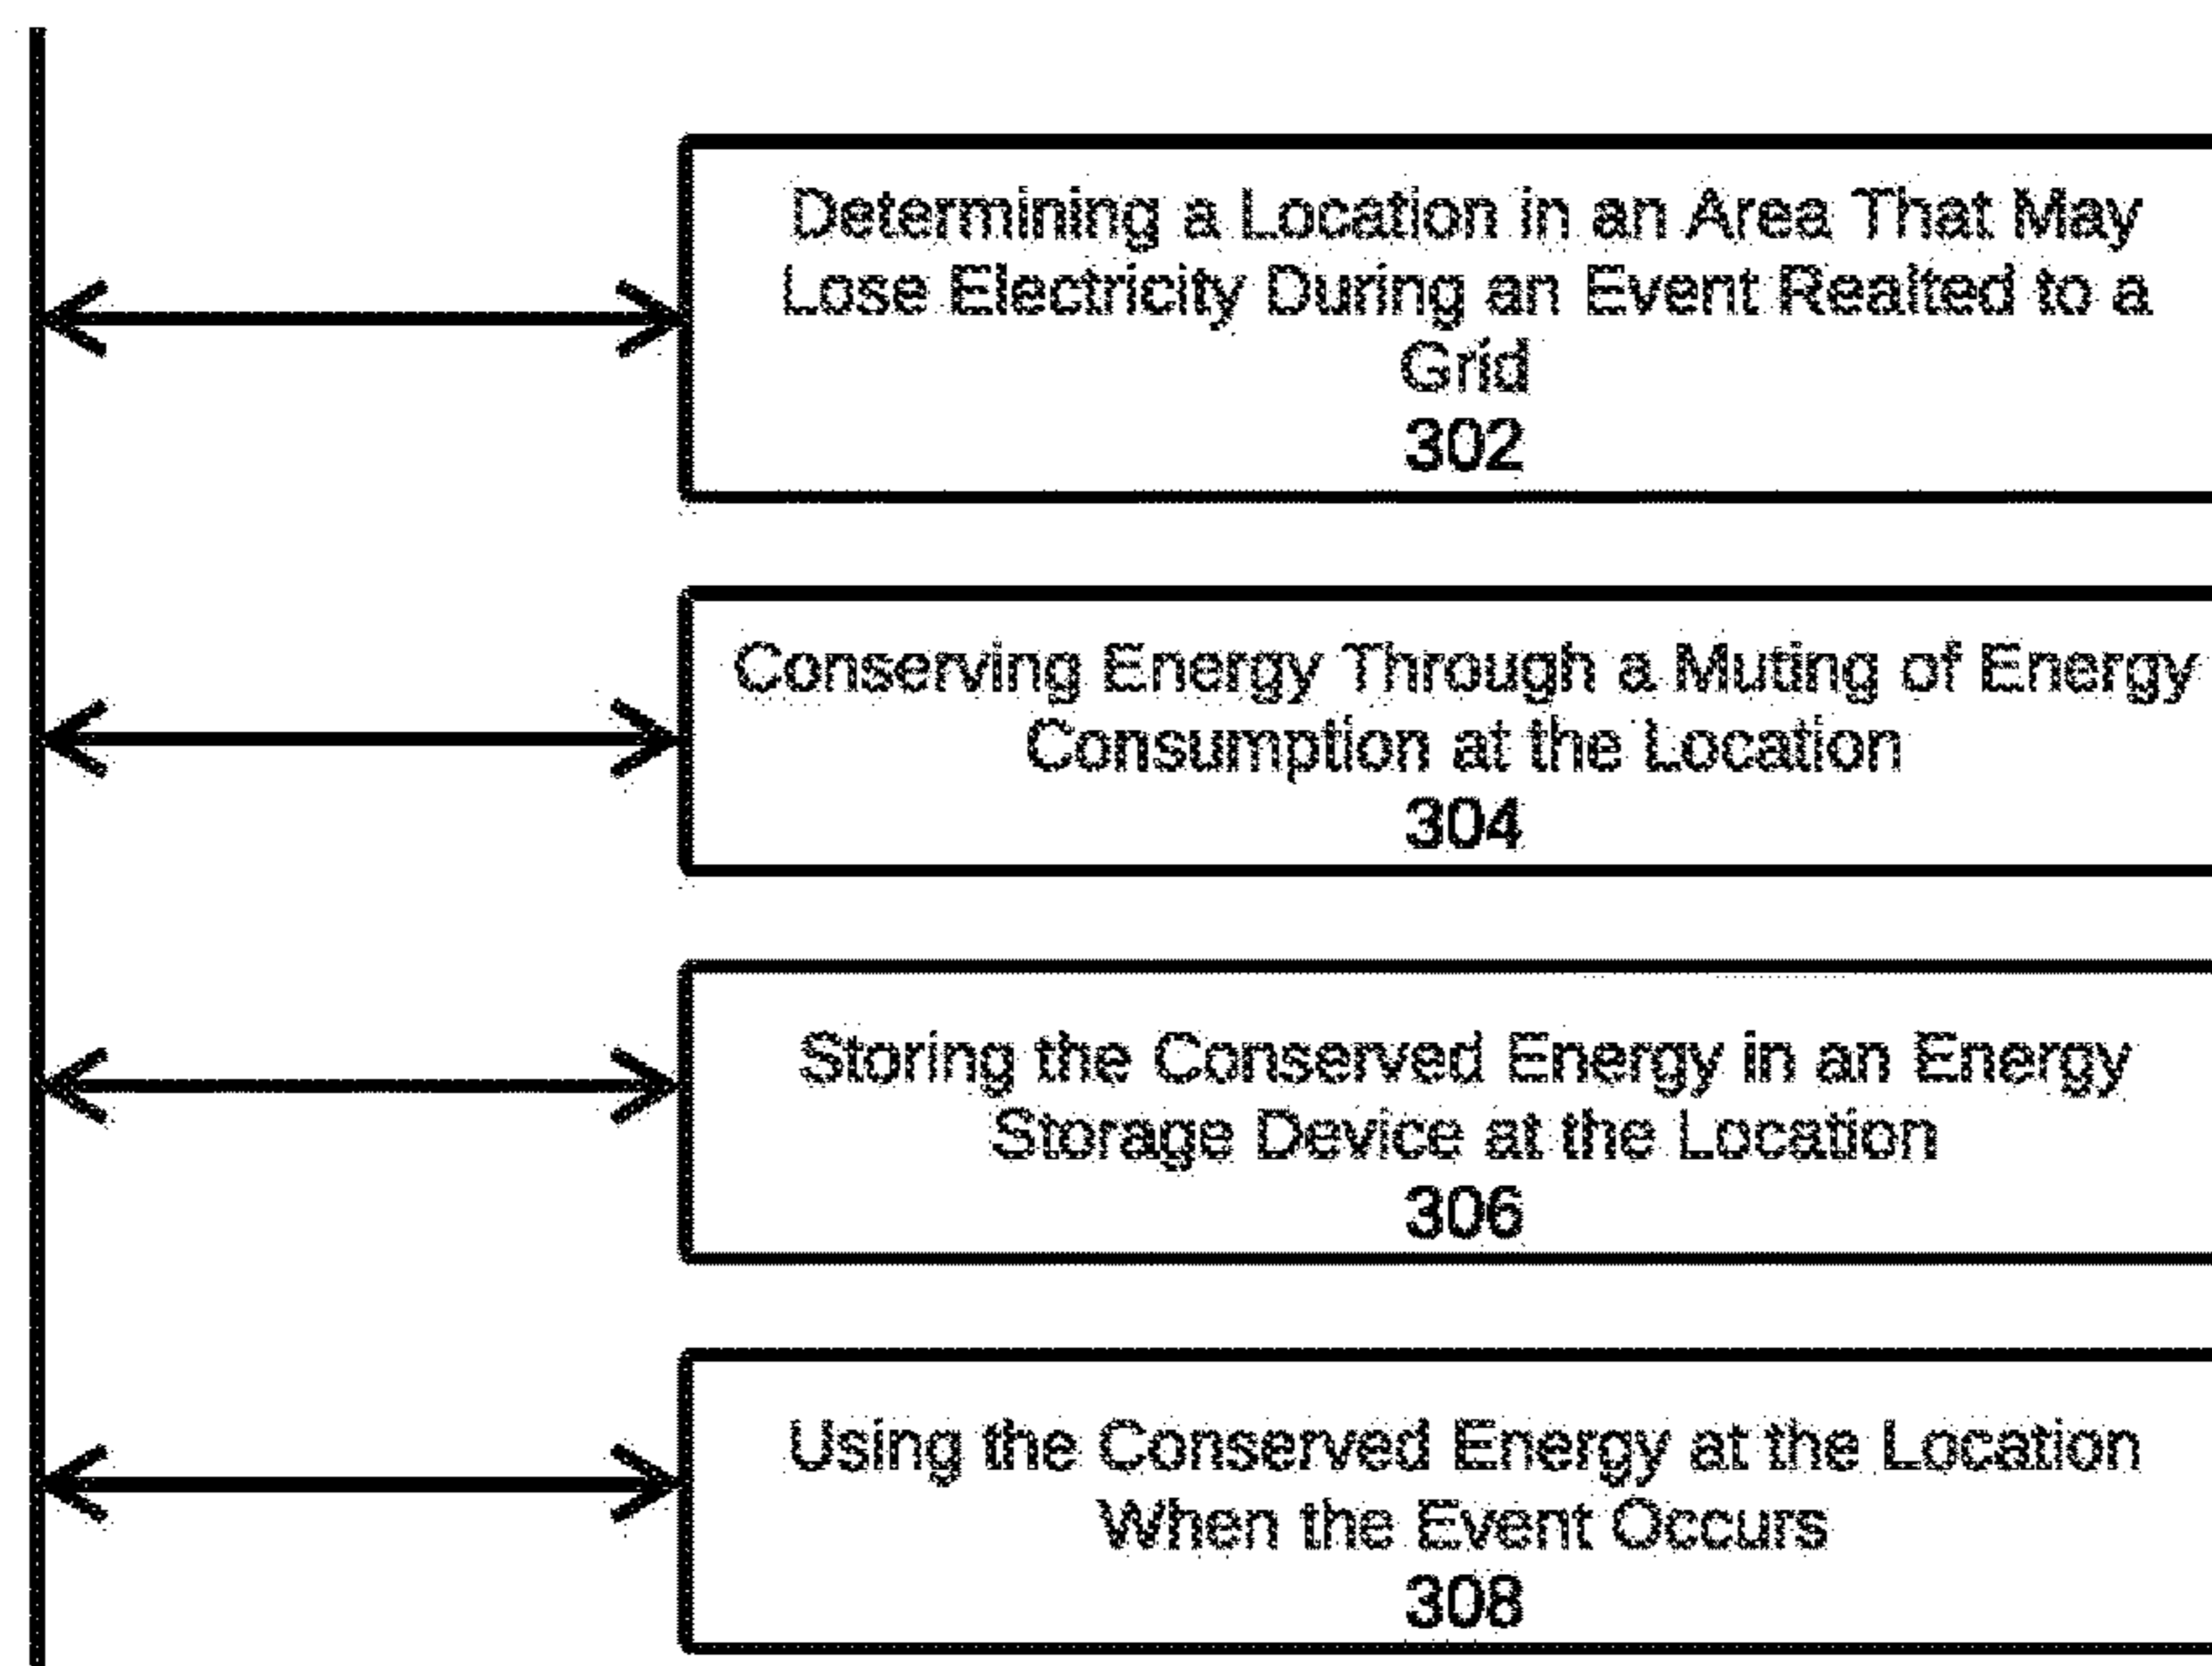 Determining a Location in an Area That May
Lose Electricity During an Event Realted to a
Grid
302
Conserving Energy Through a Muting of Energy
Consumption at the Location
304
Storing the Conserved Energy in an Energy
Storage Device at the Location
306
Using the Conserved Energy at the Location
When the Event Occurs
308